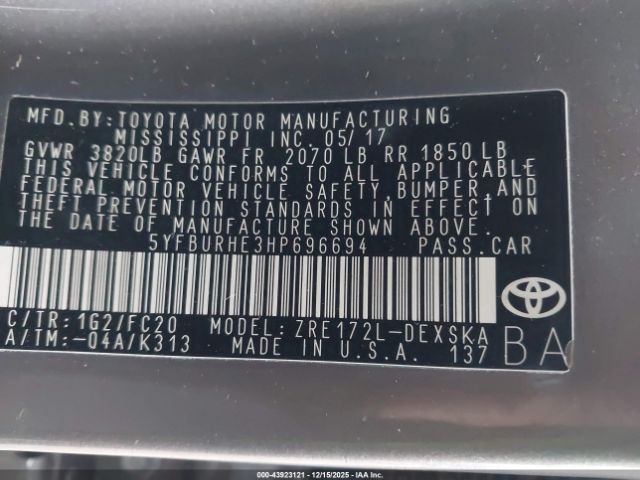 MFD.BY:TOYOTA MOTOR MANUFACTURING
MISSISSIPPI INC. 05/17
GVWR 3820LB GAWR FR 2070 LB RR 1850 LB
THIS VEHICLE CONFORMS TO ALL APPLICABLE
FEDERAL MOTOR VEHICLE SAFETY,BUMPER,AND
THEFT PREVENTION STANDARDS IN EFFECT ON
THE DATE OF MANUFACTURE SHOWN ABOVE.
5YFBURHE3HP696694 PASS.CAR
C/TR:1G2/FC20 MODEL: ZRE172L-DEXSKA
A/TM:-04A/K313 MADE IN U.S.A. 137 BA
000-43923121 - 12/15/2025 - IAA